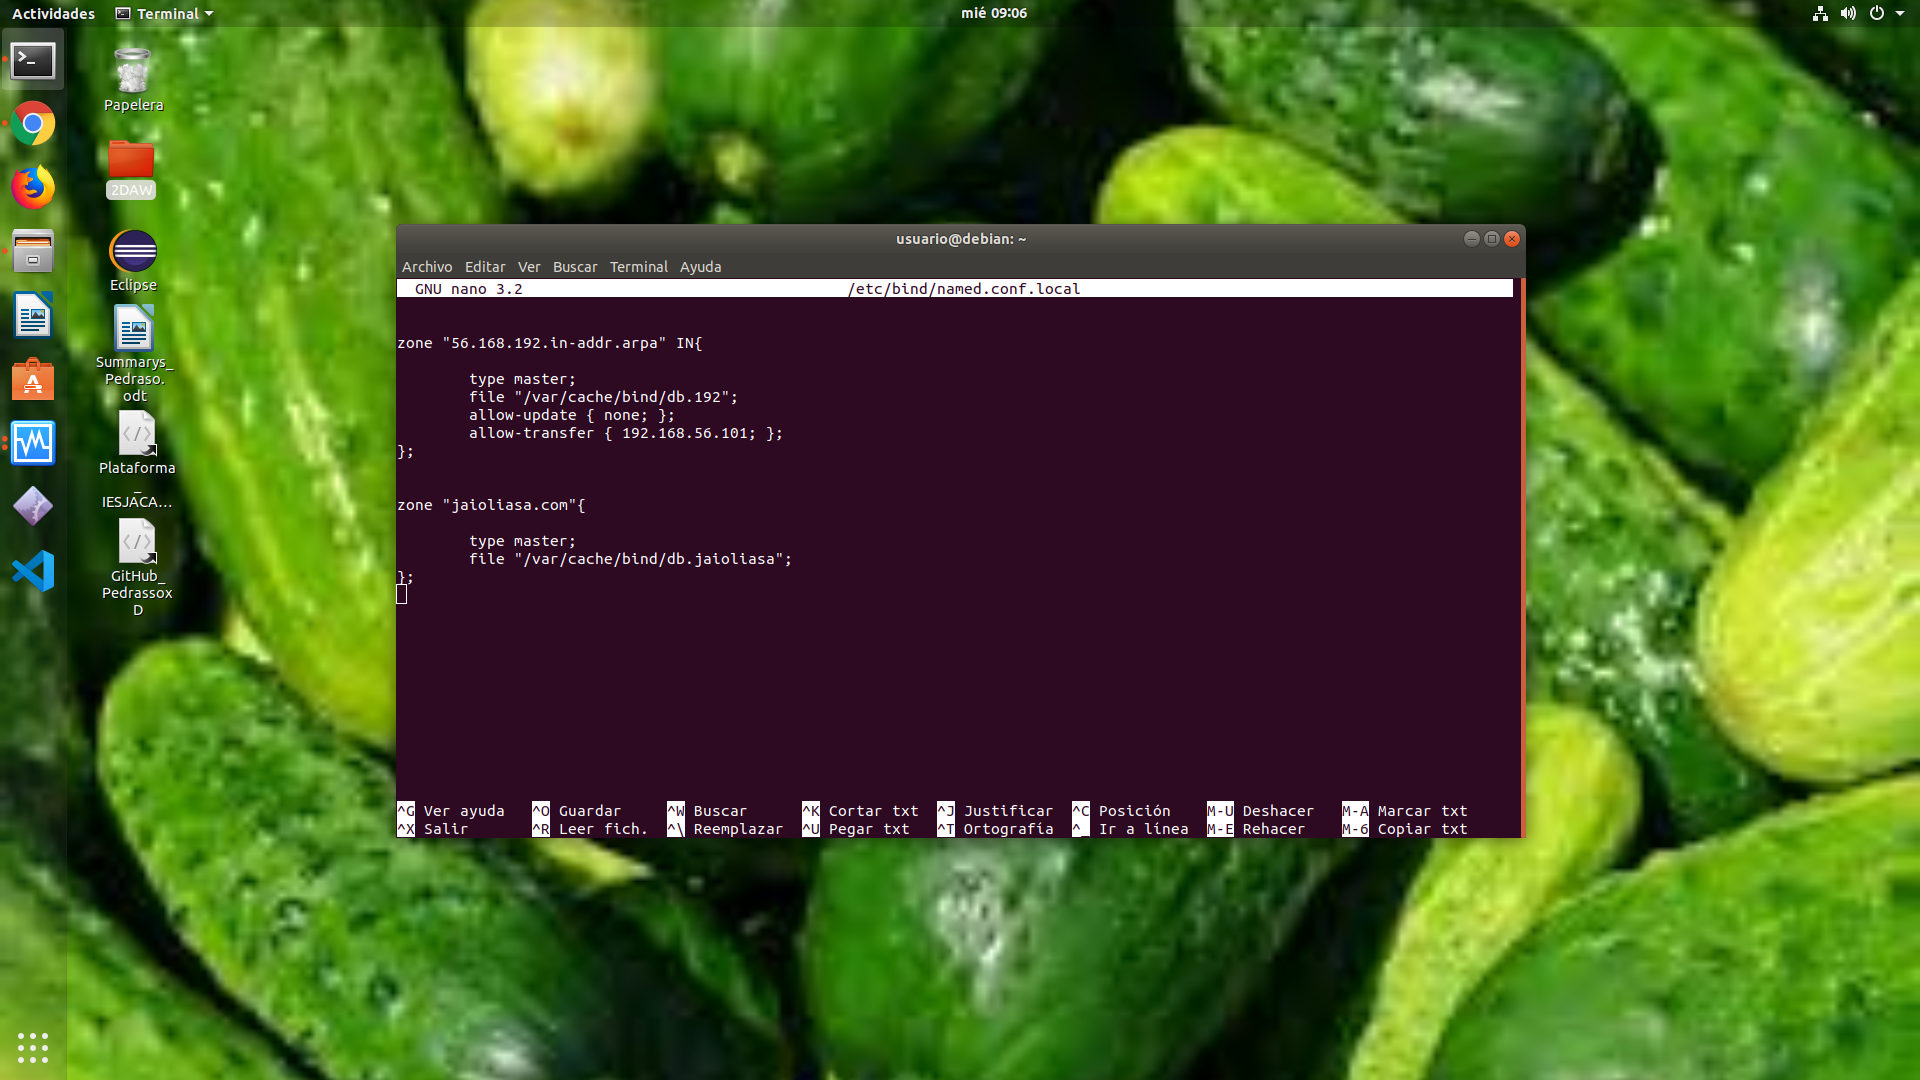 Actividades Terminal mié 09:06
Papelera
2DAW
Eclipse
Summarys_
Pedraso.
odt
Plataforma
_
IESJACA...
GitHub_
Pedrassox
D
usuario@debian: ~
Archivo Editar Ver Buscar Terminal Ayuda
GNU nano 3.2 /etc/bind/named.conf.local
zone "56.168.192.in-addr.arpa" IN{
type master;
file "/var/cache/bind/db.192";
allow-update { none; };
allow-transfer { 192.168.56.101; };
};
zone "jaioliasa.com"{
type master;
file "/var/cache/bind/db.jaioliasa";
};
^G Ver ayuda ^O Guardar ^W Buscar ^K Cortar txt ^J Justificar ^C Posición M-U Deshacer M-A Marcar txt
^X Salir ^R Leer fich. ^\ Reemplazar ^U Pegar txt ^T Ortografía ^_ Ir a línea M-E Rehacer M-6 Copiar txt